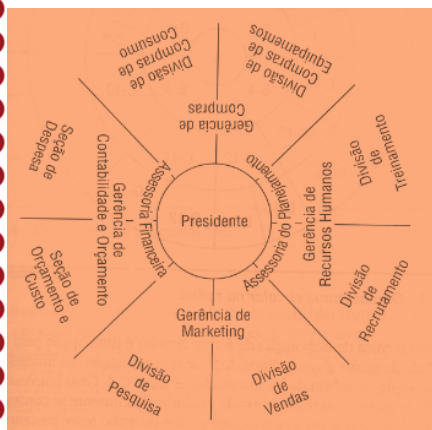 Presidente
Assessoria Financeira
Assessoria do Planejamento
Gerência de
Compras
Divisão de
Compras de
Consumo
Divisão de
Compras de
Equipamentos
Gerência de
Recursos Humanos
Divisão
de
Treinamento
Divisão
de
Recrutamento
Gerência de
Marketing
Divisão
de
Vendas
Divisão
de
Pesquisa
Gerência de
Contabilidade e Orçamento
Seção de
Orçamento e
Custo
Seção de
Despesa